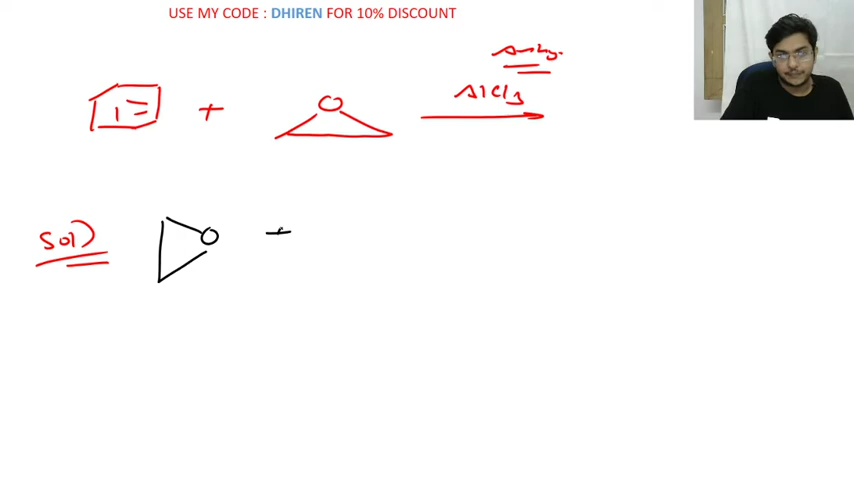 USE MY CODE : DHIREN FOR 10% DISCOUNT
AlCl3
+
O
Sol)
O
+